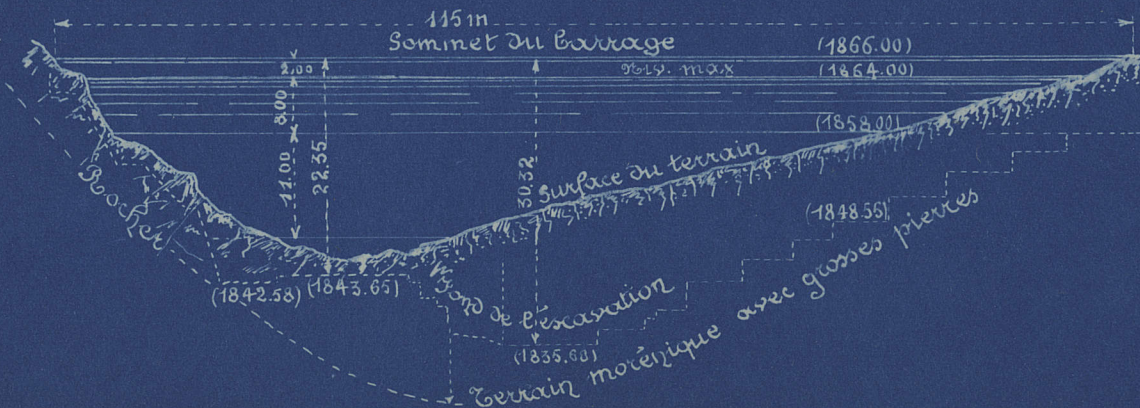 115 m
Sommet du barrage
(1866.00)
2,00
Niv. max
(1864.00)
8.00
(1858.00)
11.00
22.35
30.32
Surface du terrain
Rocher
(1848.55)
(1842.58)
(1843.65)
Fond de l'éxcavation
(1835.68)
Terrain morénique avec grosses pierres